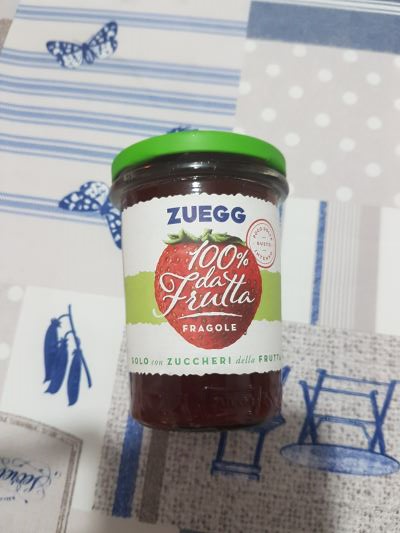 ZUEGG
100%
da
Frutta
FRAGOLE
SOLO con ZUCCHERI della FRUTTA